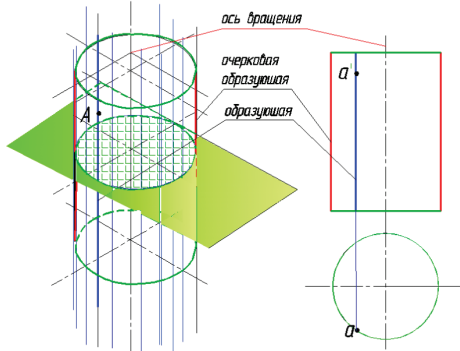 ось вращения
очерковая
образующая
образующая
A
a'
a